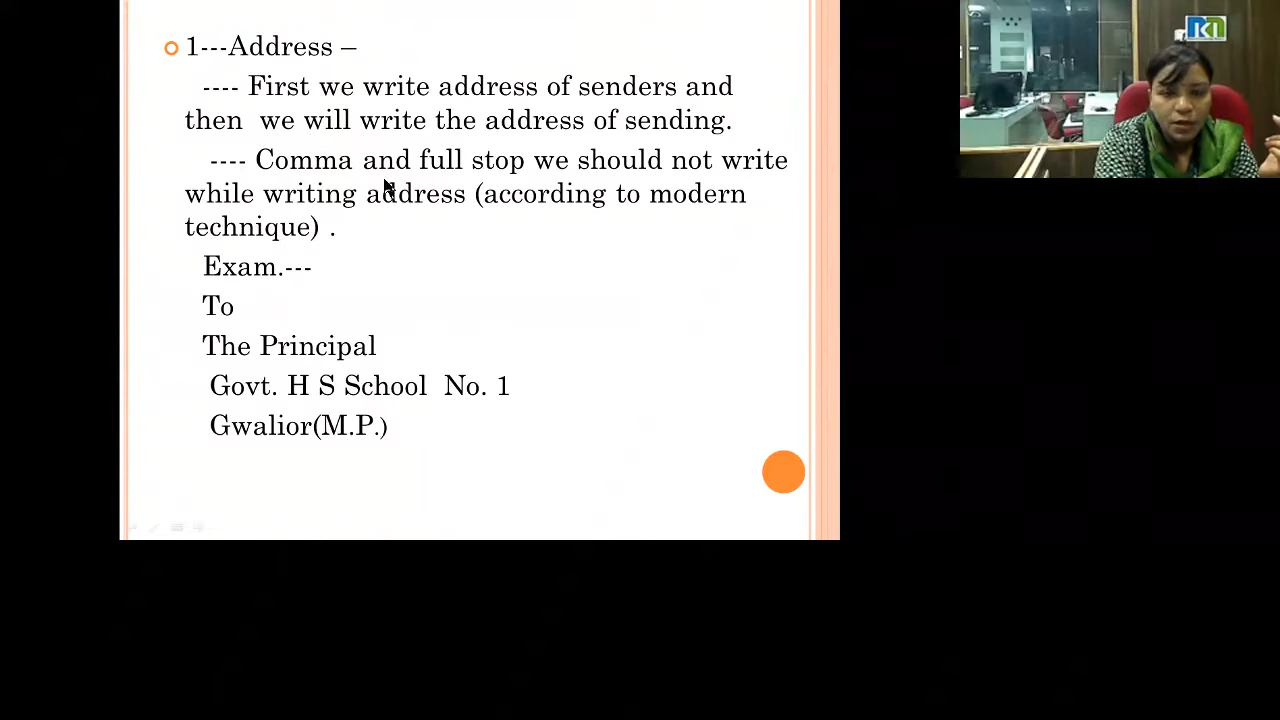 1---Address –
---- First we write address of senders and
then we will write the address of sending.
---- Comma and full stop we should not write
while writing address (according to modern
technique) .
Exam.---
To
The Principal
Govt. H S School No. 1
Gwalior(M.P.)